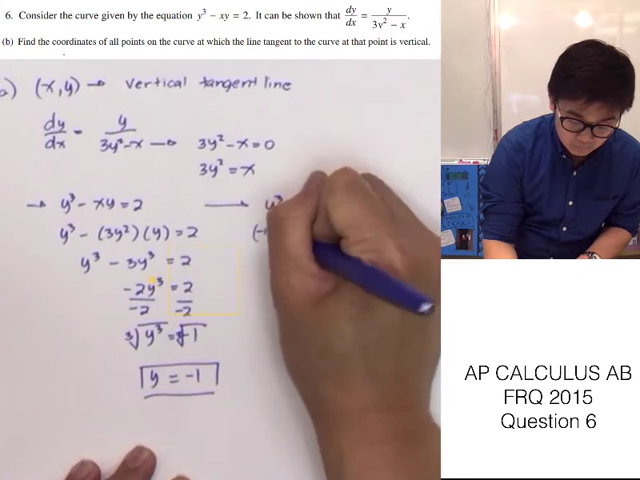 6. Consider the curve given by the equation y³ − xy = 2. It can be shown that dy/dx = y/(3y² − x).
(b) Find the coordinates of all points on the curve at which the line tangent to the curve at that point is vertical.
a) (x, y) → vertical tangent line
dy/dx = y/(3y²-x) → 3y² - x = 0
3y² = x
→ y³ - xy = 2 →
y³ - (3y²)(y) = 2
y³ - 3y³ = 2
-2y³/-2 = 2/-2
³√y³ = ³√-1
y = -1
AP CALCULUS AB
FRQ 2015
Question 6